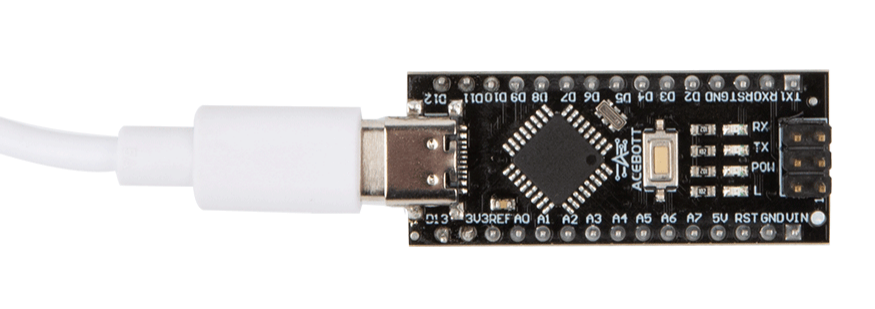 D12 D11 D10 D9 D8 D7 D6 D5 D4 D3 D2 GND RST RX0 TX1
RX
TX
POW
L
ACEBOTT
D13 3V3 REF A0 A1 A2 A3 A4 A5 A6 A7 5V RST GND VIN
1